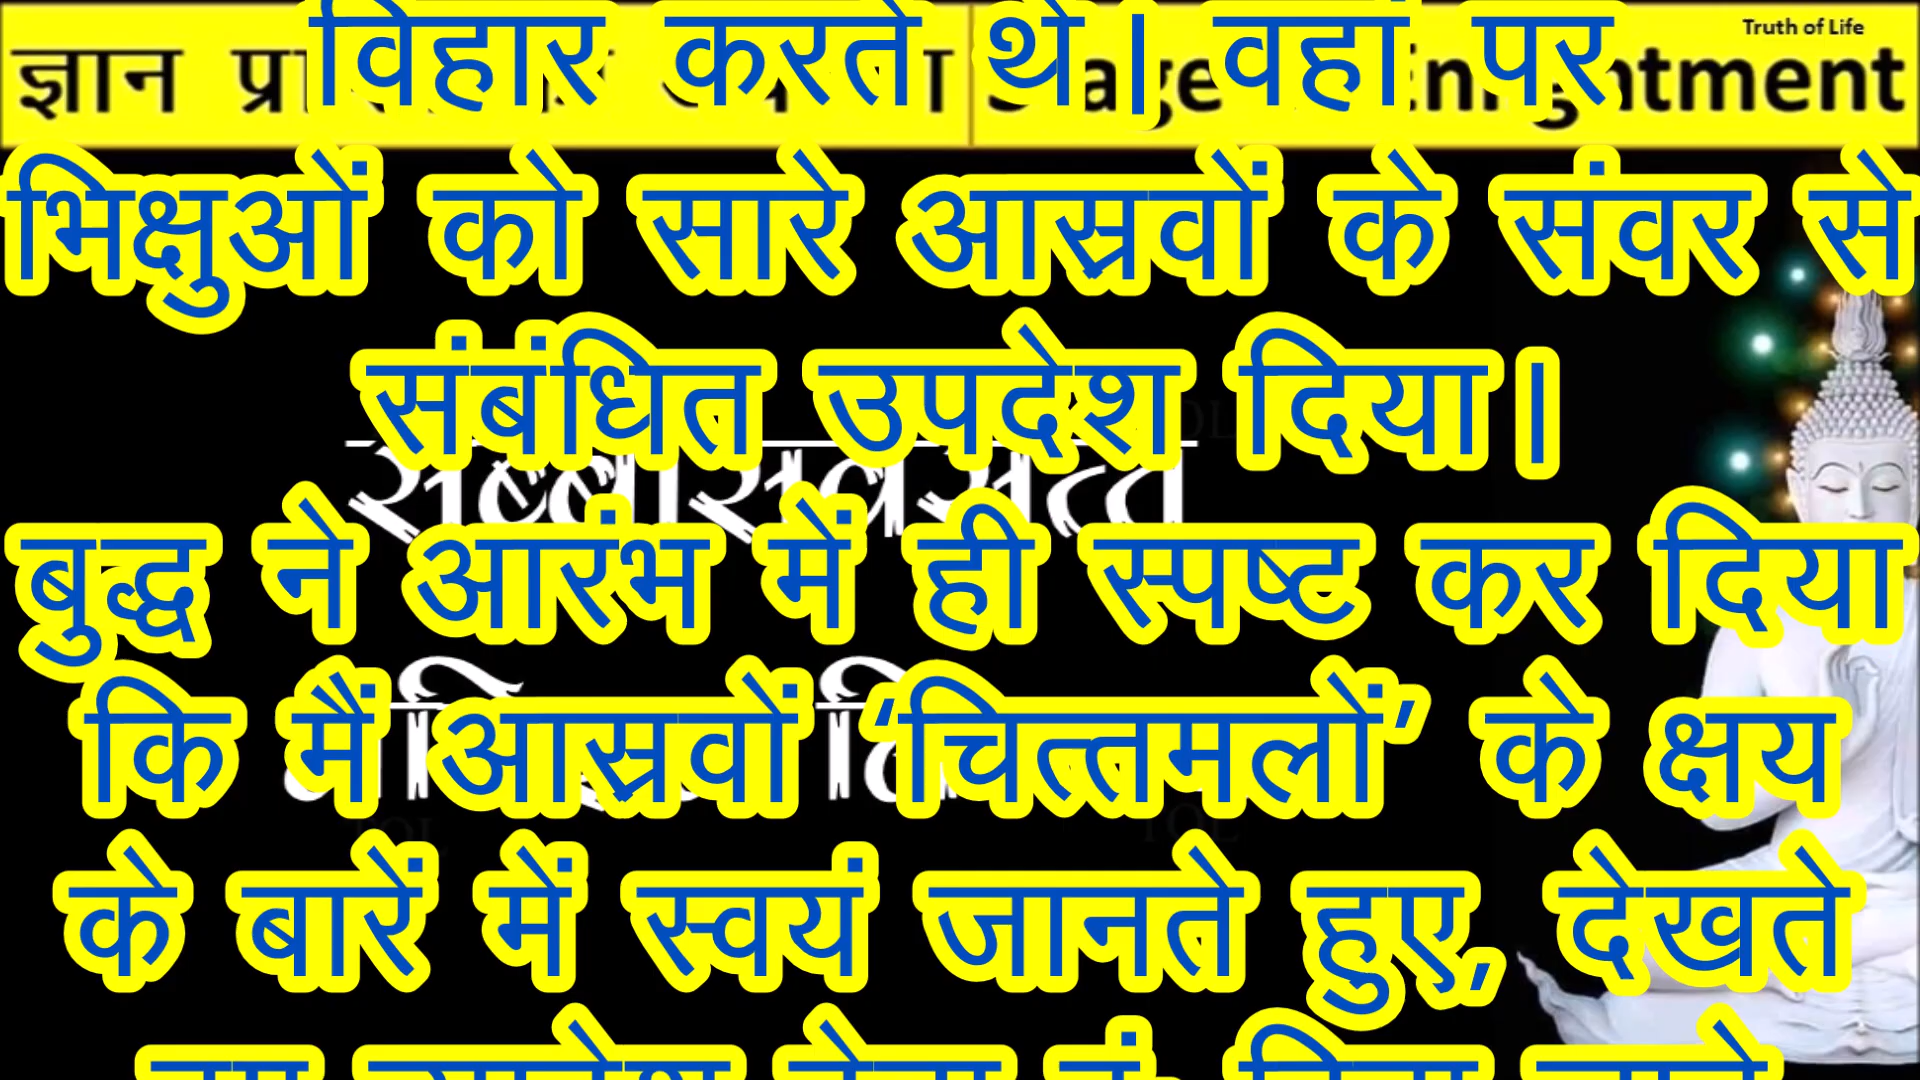 Truth of Life
विहार करते थे। वहां पर
ज्ञान
भिक्षुओं को सारे आस्रवों के संवर से
संबंधित उपदेश दिया।
बुद्ध ने आरंभ में ही स्पष्ट कर दिया
कि मैं आस्रवों ‘चित्तमलों’ के क्षय
के बारें में स्वयं जानते हुए, देखते